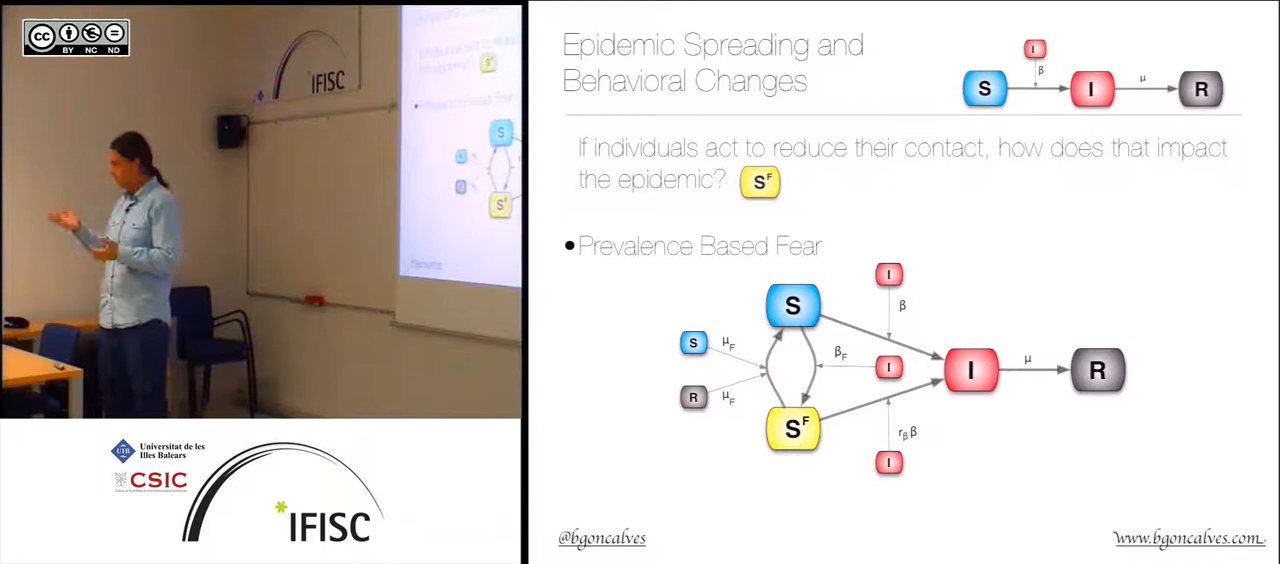 CC
BY NC ND
IFISC
S
S^F
Universitat de les
Illes Balears
UIB
CSIC
*IFISC
Epidemic Spreading and
Behavioral Changes
I
β
S I μ R
If individuals act to reduce their contact, how does that impact
the epidemic? S^F
•Prevalence Based Fear
I
S
β
S μ_F
β_F I I μ R
R μ_F
S^F
r_β β
I
@bgoncalves
www.bgoncalves.com